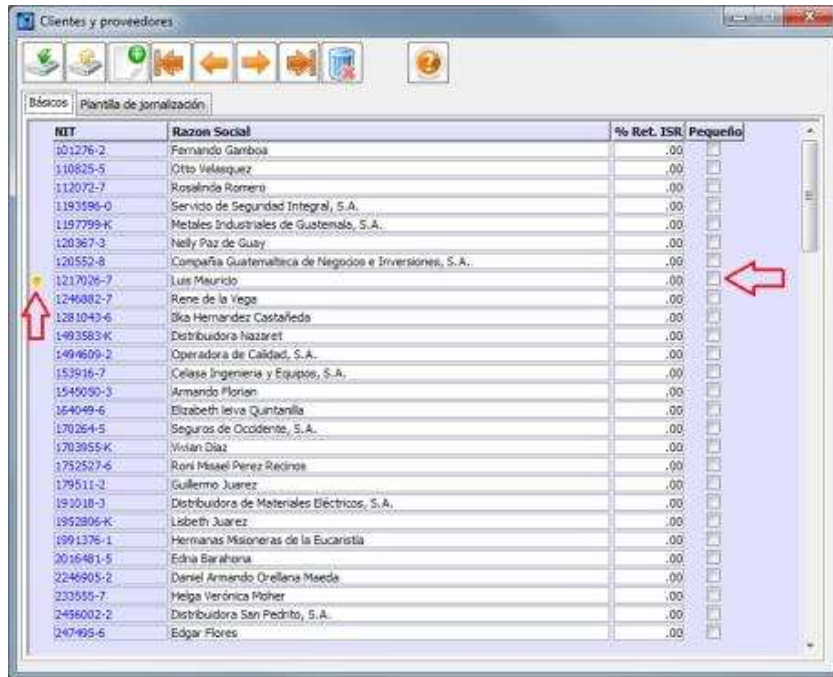 Clientes y proveedores
Básicos Plantilla de jornalización
NIT Razon Social % Ret. ISR Pequeño
101276-2 Fernando Gamboa .00
110825-5 Otto Velasquez .00
112072-7 Rosalinda Romero .00
1193596-0 Servicio de Seguridad Integral, S.A. .00
1197799-K Metales Industriales de Guatemala, S.A. .00
120367-3 Nelly Paz de Guay .00
120552-8 Compañia Guatemalteca de Negocios e Inversiones, S.A. .00
1217026-7 Luis Mauricio .00
1246882-7 Rene de la Vega .00
1281043-6 Ilka Hernandez Castañeda .00
1493583-K Distribuidora Nazaret .00
1494609-2 Operadora de Calidad, S.A. .00
153916-7 Celasa Ingenieria y Equipos, S.A. .00
1545050-3 Armando Florian .00
164049-6 Elizabeth leiva Quintanilla .00
170264-5 Seguros de Occidente, S.A. .00
1703955-K Vivian Diaz .00
1752527-6 Roni Misael Perez Recinos .00
179511-2 Guillermo Juarez .00
191018-3 Distribuidora de Materiales Eléctricos, S.A. .00
1952806-K Lisbeth Juarez .00
1991376-1 Hermanas Misioneras de la Eucaristía .00
2016481-5 Edna Barahona .00
2246905-2 Daniel Armando Orellana Maeda .00
233555-7 Helga Verónica Moher .00
2456002-2 Distribuidora San Pedrito, S.A. .00
247495-6 Edgar Flores .00